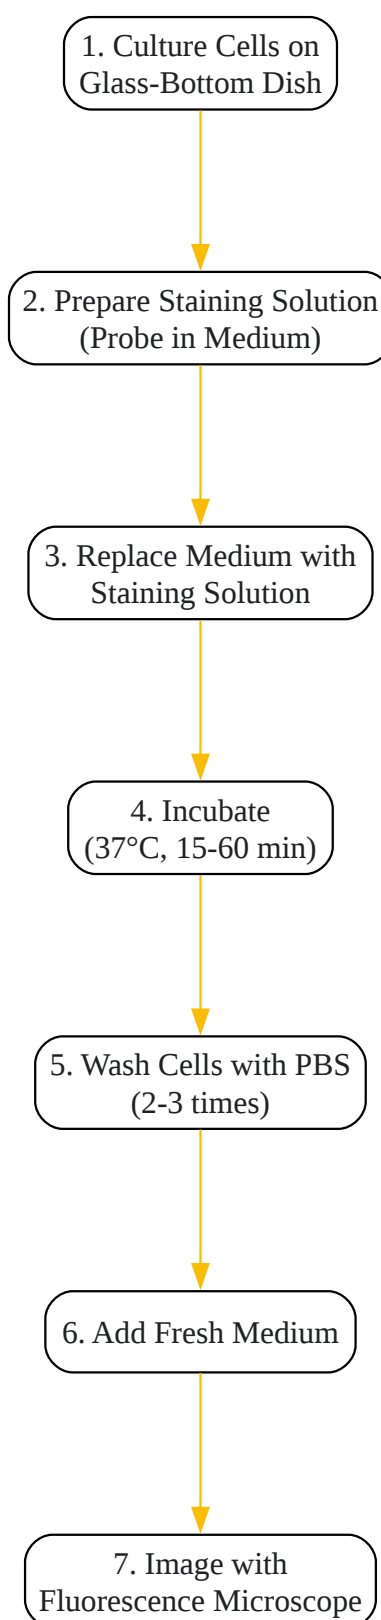 1. Culture Cells on
Glass-Bottom Dish
2. Prepare Staining Solution
(Probe in Medium)
3. Replace Medium with
Staining Solution
4. Incubate
(37°C, 15-60 min)
5. Wash Cells with PBS
(2-3 times)
6. Add Fresh Medium
7. Image with
Fluorescence Microscope